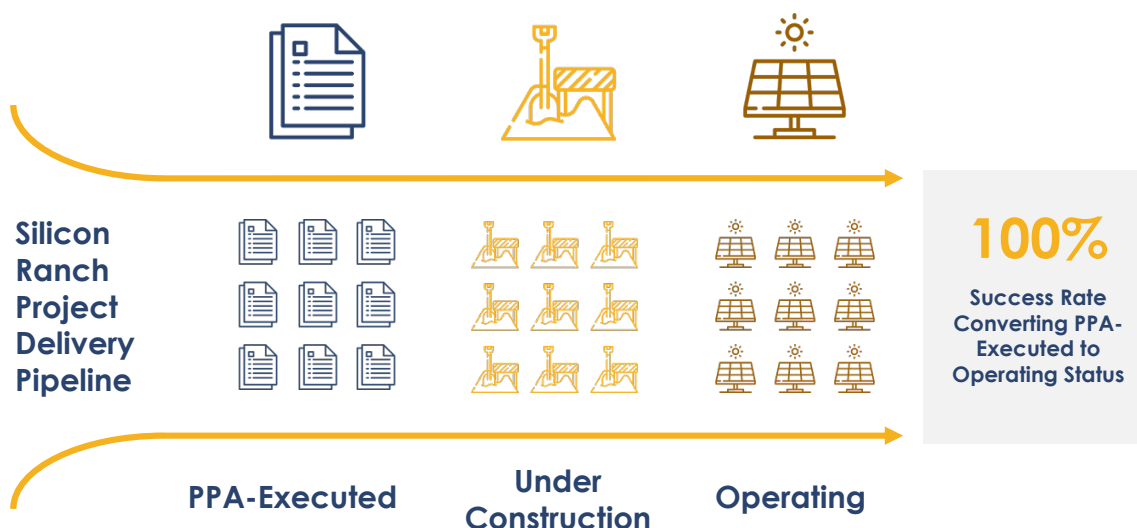 Silicon
Ranch
Project
Delivery
Pipeline
100%
Success Rate
Converting PPA-
Executed to
Operating Status
PPA-Executed
Under
Construction
Operating